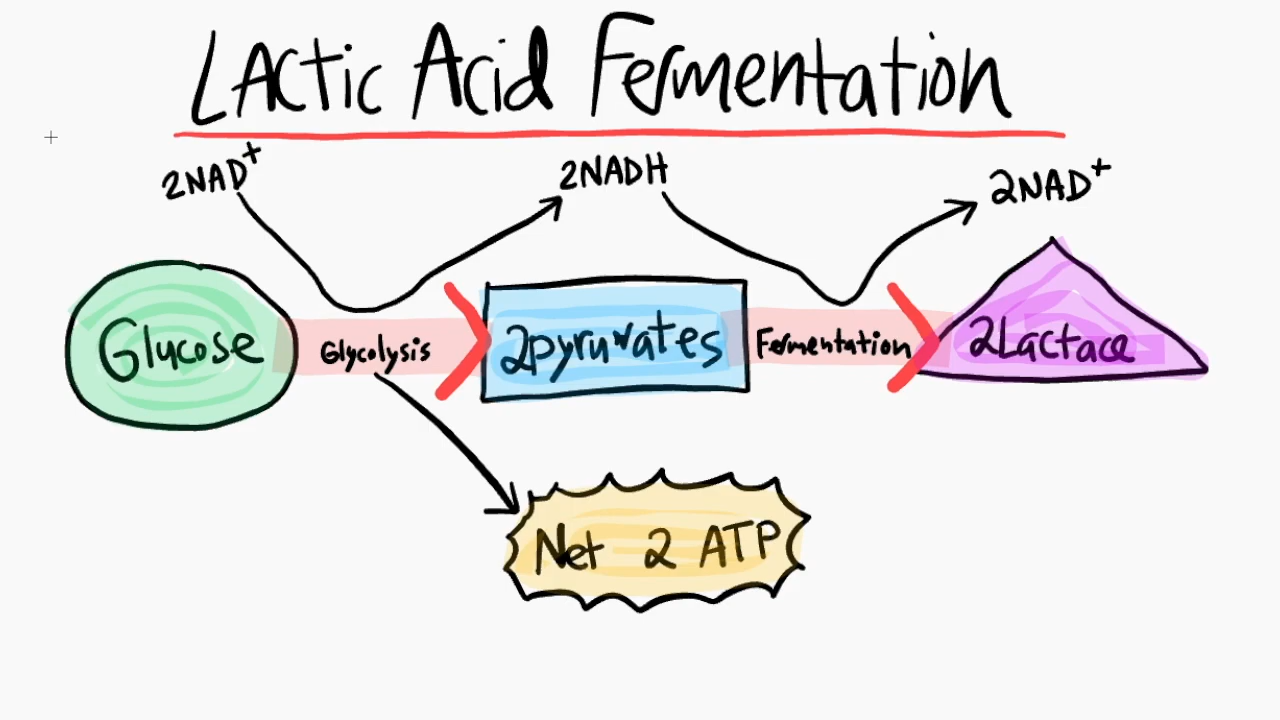 Lactic Acid Fermentation
2NAD+
2NADH
2NAD+
Glucose
Glycolysis
2pyruvates
Fermentation
2Lactace
Net 2 ATP